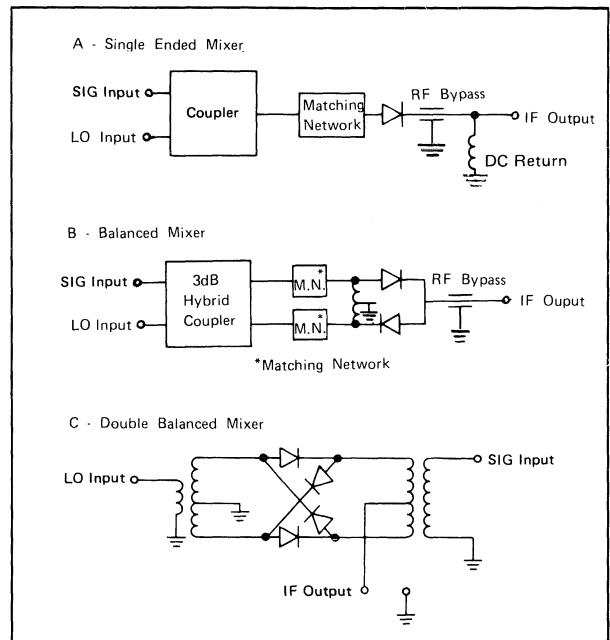 A - Single Ended Mixer
SIG Input
Coupler
LO Input
Matching
Network
RF Bypass
IF Output
DC Return
B - Balanced Mixer
SIG Input
3dB
Hybrid
Coupler
LO Input
M.N.*
M.N.*
RF Bypass
IF Ouput
*Matching Network
C - Double Balanced Mixer
LO Input
SIG Input
IF Output